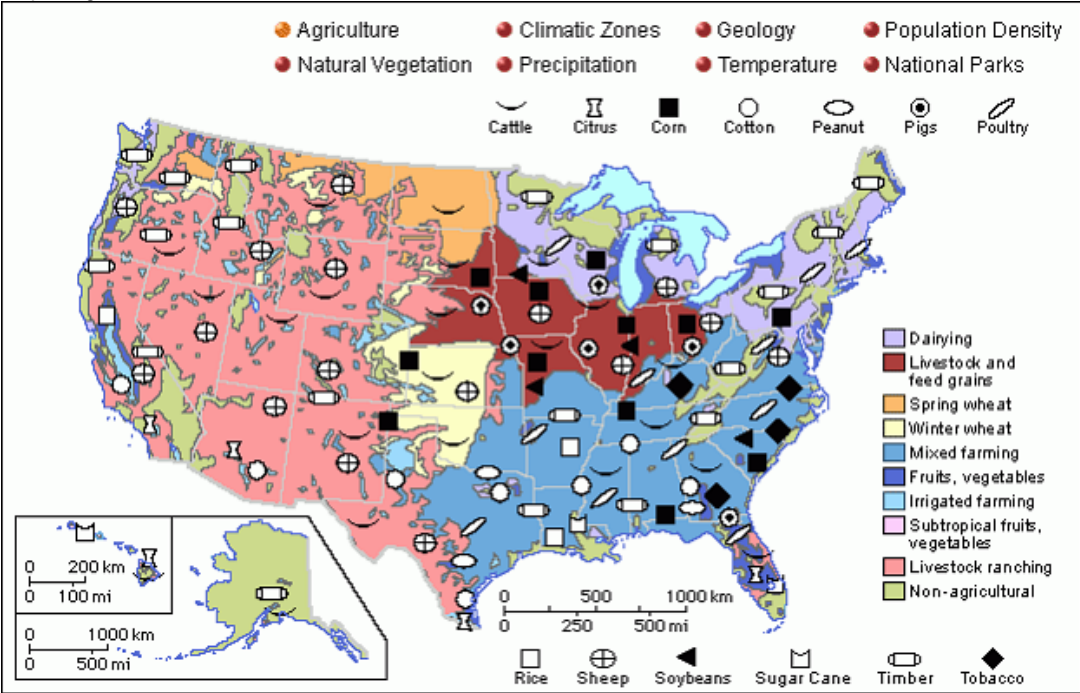 Agriculture
Climatic Zones
Geology
Population Density
Natural Vegetation
Precipitation
Temperature
National Parks
Cattle
Citrus
Corn
Cotton
Peanut
Pigs
Poultry
Dairying
Livestock and
feed grains
Spring wheat
Winter wheat
Mixed farming
Fruits, vegetables
Irrigated farming
Subtropical fruits,
vegetables
Livestock ranching
Non-agricultural
0 200 km
0 100 mi
0 1000 km
0 500 mi
0 500 1000 km
0 250 500 mi
Rice
Sheep
Soybeans
Sugar Cane
Timber
Tobacco